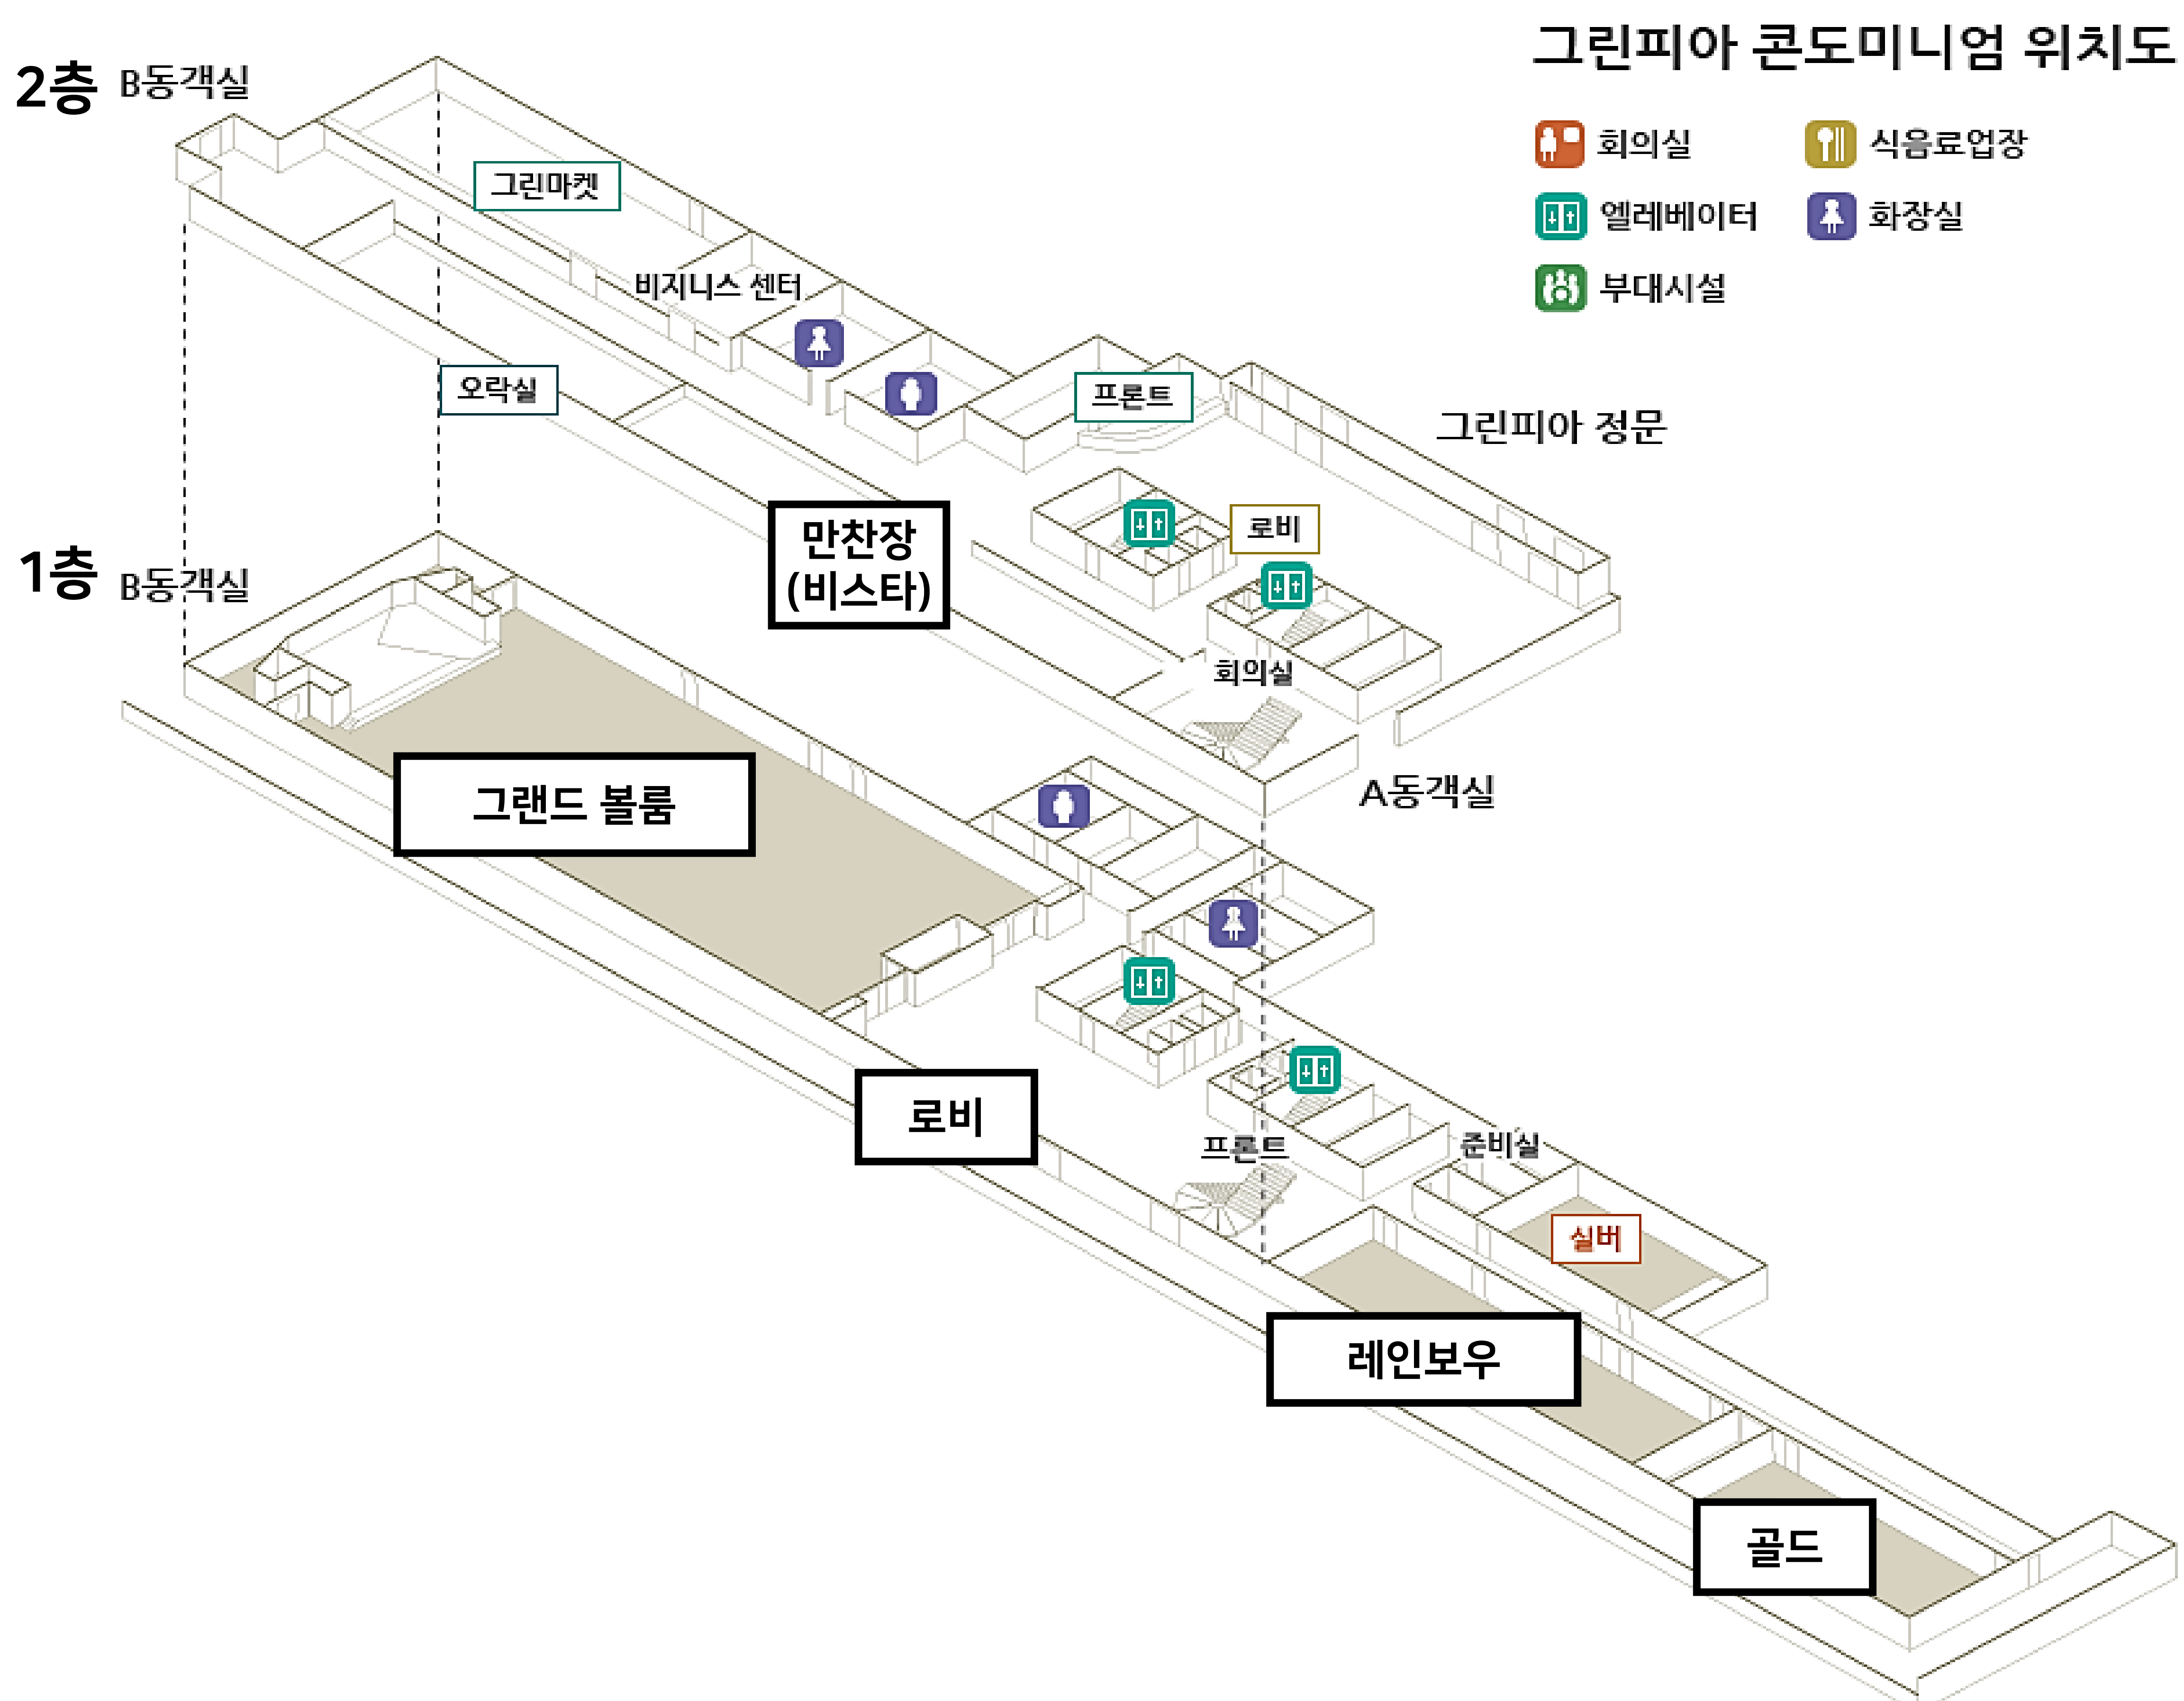 그린피아 콘도미니엄 위치도
회의실
식음료업장
엘레베이터
화장실
부대시설
2층
B동객실
그린마켓
비지니스 센터
오락실
프론트
그린피아 정문
만찬장
(비스타)
로비
회의실
A동객실
1층
B동객실
그랜드 볼룸
로비
프론트
준비실
실버
레인보우
골드